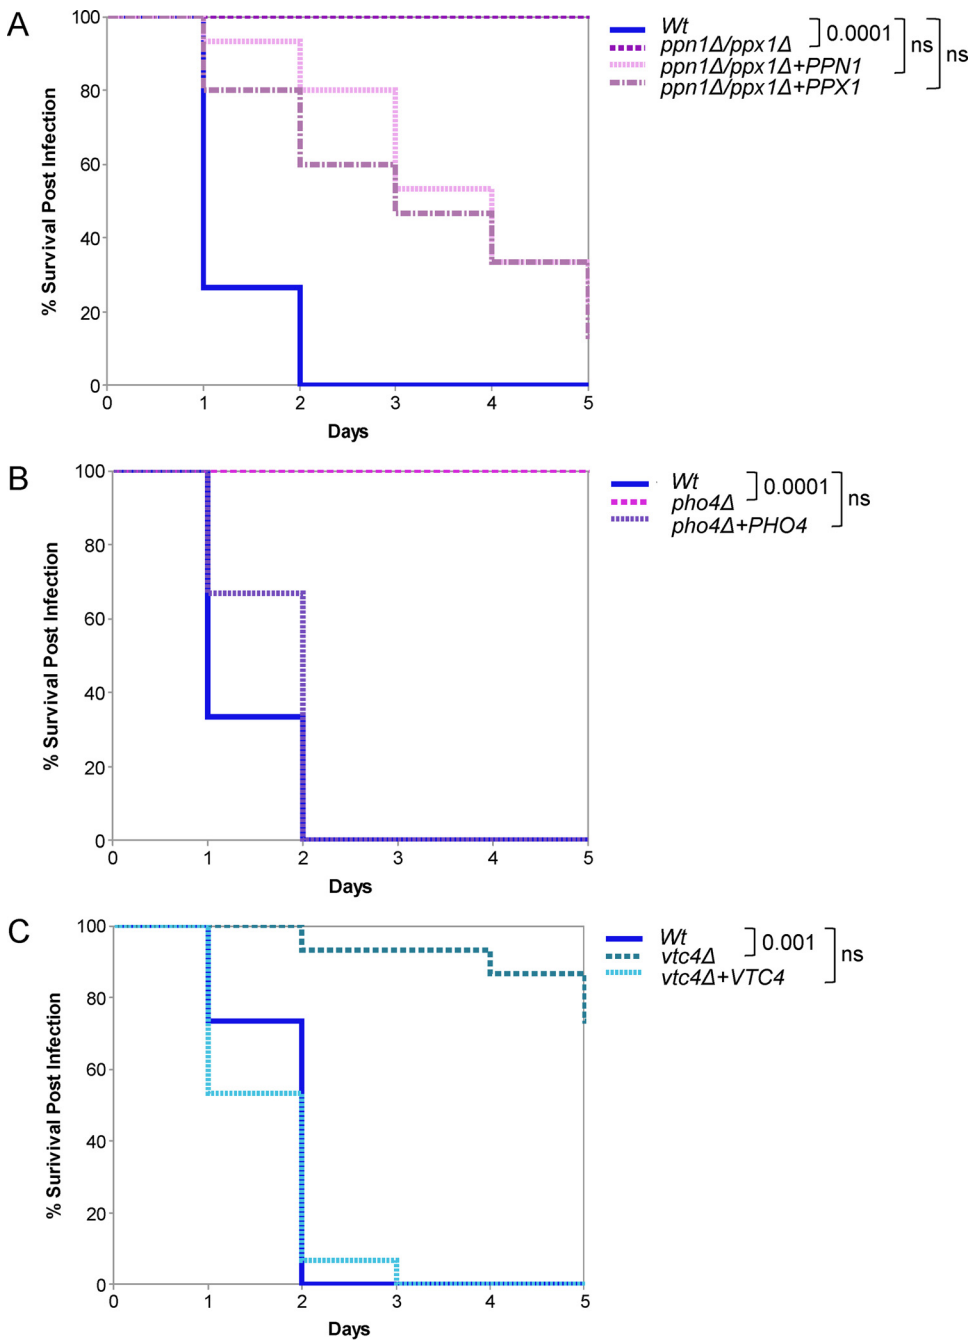 A
% Survival Post Infection
100
80
60
40
20
0
0 1 2 3 4 5
Days
Wt
ppn1Δ/ppx1Δ
ppn1Δ/ppx1Δ+PPN1
ppn1Δ/ppx1Δ+PPX1
0.0001
ns
ns
B
% Survival Post Infection
100
80
60
40
20
0
0 1 2 3 4 5
Days
Wt
pho4Δ
pho4Δ+PHO4
0.0001
ns
C
% Survival Post Infection
100
80
60
40
20
0
0 1 2 3 4 5
Days
Wt
vtc4Δ
vtc4Δ+VTC4
0.001
ns